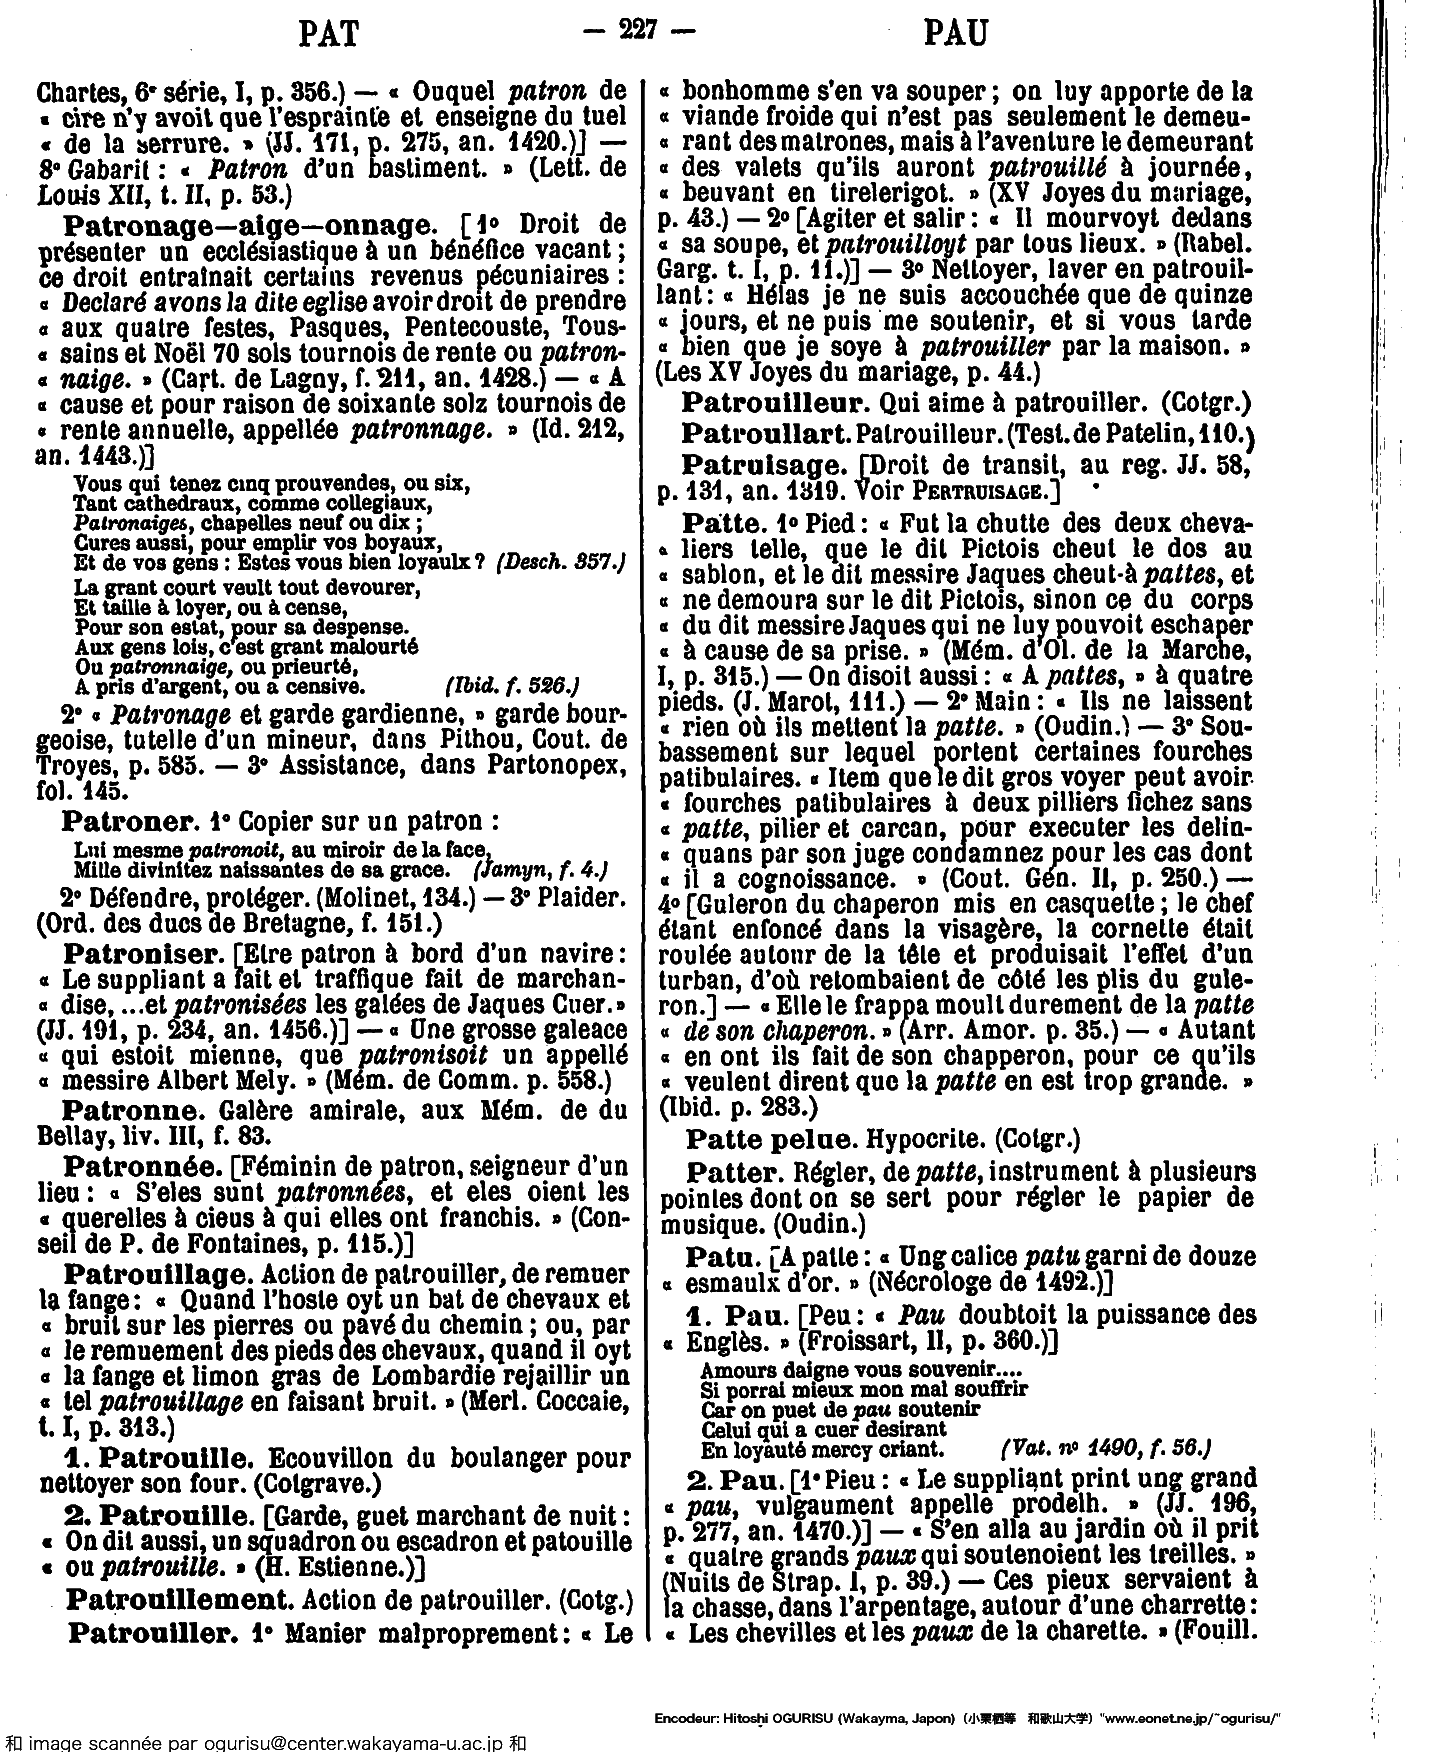 PAT — 227 — PAU
Chartes, 6e série, I, p. 356.) — « Ouquel patron de
« cire n'y avoit que l'esprainte et enseigne du tuel
« de la serrure. » (JJ. 171, p. 275, an. 1420.)] —
8o Gabarit : « Patron d'un bastiment. » (Lett. de
Louis XII, t. II, p. 53.)
Patronage—aige—onnage. [1o Droit de
présenter un ecclésiastique à un bénéfice vacant ;
ce droit entraînait certains revenus pécuniaires :
« Declaré avons la dite eglise avoir droit de prendre
« aux quatre festes, Pasques, Pentecouste, Tous-
« sains et Noël 70 sols tournois de rente ou patron-
« naige. » (Cart. de Lagny, f. 211, an. 1428.) — « A
« cause et pour raison de soixante solz tournois de
« rente annuelle, appellée patronnage. » (Id. 212,
an. 1443.)]
Vous qui tenez cinq prouvendes, ou six,
Tant cathedraux, comme collegiaux,
Patronaiges, chapelles neuf ou dix ;
Cures aussi, pour emplir vos boyaux,
Et de vos gens : Estes vous bien loyaulx ? (Desch. 357.)
La grant court veult tout devourer,
Et taille à loyer, ou à cense,
Pour son estat, pour sa despense.
Aux gens lois, c'est grant malourté
Ou patronnaige, ou prieurté,
A pris d'argent, ou a censive. (Ibid. f. 526.)
2o « Patronage et garde gardienne, » garde bour-
geoise, tutelle d'un mineur, dans Pithou, Cout. de
Troyes, p. 585. — 3o Assistance, dans Partonopex,
fol. 145.
Patroner. 1o Copier sur un patron :
Lui mesme patronoit, au miroir de la face,
Mille divinitez naissantes de sa grace. (Jamyn, f. 4.)
2o Défendre, protéger. (Molinet, 134.) — 3o Plaider.
(Ord. des ducs de Bretagne, f. 151.)
Patroniser. [Etre patron à bord d'un navire :
« Le suppliant a fait et traffique fait de marchan-
« dise, ...et patronisées les galées de Jaques Cuer. »
(JJ. 191, p. 234, an. 1456.)] — « Une grosse galeace
« qui estoit mienne, que patronisoit un appellé
« messire Albert Mely. » (Mém. de Comm. p. 558.)
Patronne. Galère amirale, aux Mém. de du
Bellay, liv. III, f. 83.
Patronnée. [Féminin de patron, seigneur d'un
lieu : « S'eles sunt patronnées, et eles oient les
« querelles à cieus à qui elles ont franchis. » (Con-
seil de P. de Fontaines, p. 115.)]
Patrouillage. Action de patrouiller, de remuer
la fange : « Quand l'hoste oyt un bat de chevaux et
« bruit sur les pierres ou pavé du chemin ; ou, par
« le remuement des pieds des chevaux, quand il oyt
« la fange et limon gras de Lombardie rejaillir un
« tel patrouillage en faisant bruit. » (Merl. Coccaie,
t. I, p. 313.)
1. Patrouille. Ecouvillon du boulanger pour
nettoyer son four. (Cotgrave.)
2. Patrouille. [Garde, guet marchant de nuit :
« On dit aussi, un squadron ou escadron et patouille
« ou patrouille. » (H. Estienne.)]
Patrouillement. Action de patrouiller. (Cotg.)
Patrouiller. 1o Manier malproprement : « Le
« bonhomme s'en va souper ; on luy apporte de la
« viande froide qui n'est pas seulement le demeu-
« rant des matrones, mais à l'aventure le demeurant
« des valets qu'ils auront patrouillé à journée,
« beuvant en tirelerigot. » (XV Joyes du mariage,
p. 43.) — 2o [Agiter et salir : « Il mourvoyt dedans
« sa soupe, et patrouilloyt par tous lieux. » (Rabel.
Garg. t. I, p. 11.)] — 3o Nettoyer, laver en patrouil-
lant : « Hélas je ne suis accouchée que de quinze
« jours, et ne puis me soutenir, et si vous tarde
« bien que je soye à patrouiller par la maison. »
(Les XV Joyes du mariage, p. 44.)
Patrouilleur. Qui aime à patrouiller. (Cotgr.)
Patroullart. Patrouilleur. (Test. de Patelin, 110.)
Patruisage. [Droit de transit, au reg. JJ. 58,
p. 131, an. 1319. Voir PERTRUISAGE.]
Patte. 1o Pied : « Fut la chutte des deux cheva-
« liers telle, que le dit Pictois cheut le dos au
« sablon, et le dit messire Jaques cheut à pattes, et
« ne demoura sur le dit Pictois, sinon ce du corps
« du dit messire Jaques qui ne luy pouvoit eschaper
« à cause de sa prise. » (Mém. d'Ol. de la Marche,
I, p. 315.) — On disoit aussi : « A pattes, » à quatre
pieds. (J. Marot, 111.) — 2o Main : « Ils ne laissent
« rien où ils mettent la patte. » (Oudin.) — 3o Sou-
bassement sur lequel portent certaines fourches
patibulaires. « Item que le dit gros voyer peut avoir
« fourches patibulaires à deux pilliers fichez sans
« patte, pilier et carcan, pour executer les delin-
« quans par son juge condamnez pour les cas dont
« il a cognoissance. » (Cout. Gén. II, p. 250.) —
4o [Guleron du chaperon mis en casquette ; le chef
étant enfoncé dans la visagère, la cornette était
roulée autour de la tête et produisait l'effet d'un
turban, d'où retombaient de côté les plis du gule-
ron.] — « Elle le frappa moult durement de la patte
« de son chaperon. » (Arr. Amor. p. 35.) — « Autant
« en ont ils fait de son chapperon, pour ce qu'ils
« veulent dirent que la patte en est trop grande. »
(Ibid. p. 283.)
Patte pelue. Hypocrite. (Cotgr.)
Patter. Régler, de patte, instrument à plusieurs
pointes dont on se sert pour régler le papier de
musique. (Oudin.)
Patu. [A patte : « Ung calice patu garni de douze
« esmaulx d'or. » (Nécrologe de 1492.)]
1. Pau. [Peu : « Pau doubtoit la puissance des
« Englès. » (Froissart, II, p. 360.)]
Amours daigne vous souvenir....
Si porrai mieux mon mal souffrir
Car on puet de pau soutenir
Celui qui a cuer desirant
En loyauté mercy criant. (Vat. no 1490, f. 56.)
2. Pau. [1o Pieu : « Le suppliant print ung grand
« pau, vulgaument appelle prodelh. » (JJ. 196,
p. 277, an. 1470.)] — « S'en alla au jardin où il prit
« quatre grands paux qui soutenoient les treilles. »
(Nuits de Strap. I, p. 39.) — Ces pieux servaient à
la chasse, dans l'arpentage, autour d'une charrette :
« Les chevilles et les paux de la charette. » (Fouill.
Encodeur: Hitoshi OGURISU (Wakayma, Japon) (小栗栖等 和歌山大学) "www.eonet.ne.jp/~ogurisu/"
和 image scannée par ogurisu@center.wakayama-u.ac.jp 和